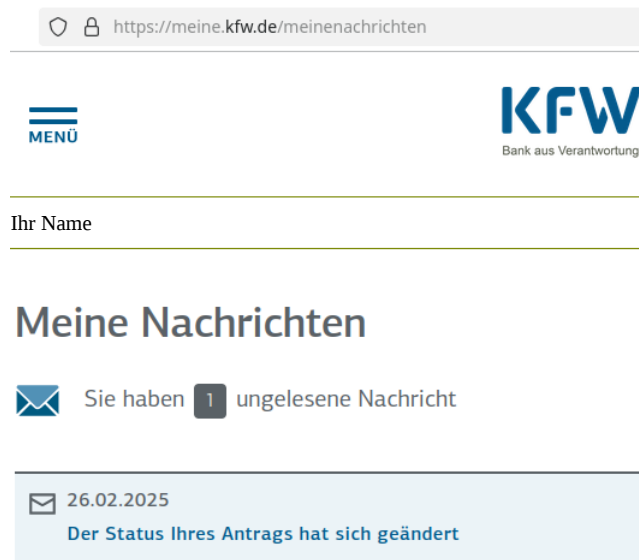 https://meine.kfw.de/meinenachrichten
MENÜ
KFW
Bank aus Verantwortung
Ihr Name
Meine Nachrichten
Sie haben 1 ungelesene Nachricht
26.02.2025
Der Status Ihres Antrags hat sich geändert